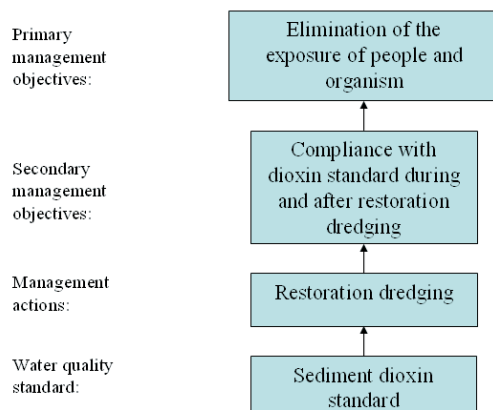 Primary
management
objectives:
Elimination of the
exposure of people and
organism
Secondary
management
objectives:
Compliance with
dioxin standard during
and after restoration
dredging
Management
actions:
Restoration dredging
Water quality
standard:
Sediment dioxin
standard